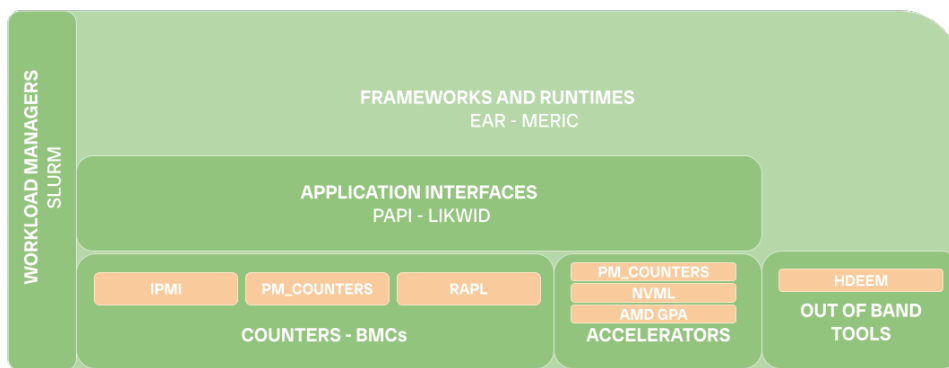 WORKLOAD MANAGERS
SLURM
FRAMEWORKS AND RUNTIMES
EAR - MERIC
APPLICATION INTERFACES
PAPI - LIKWID
IPMI
PM_COUNTERS
RAPL
COUNTERS - BMCs
PM_COUNTERS
NVML
AMD GPA
ACCELERATORS
HDEEM
OUT OF BAND
TOOLS